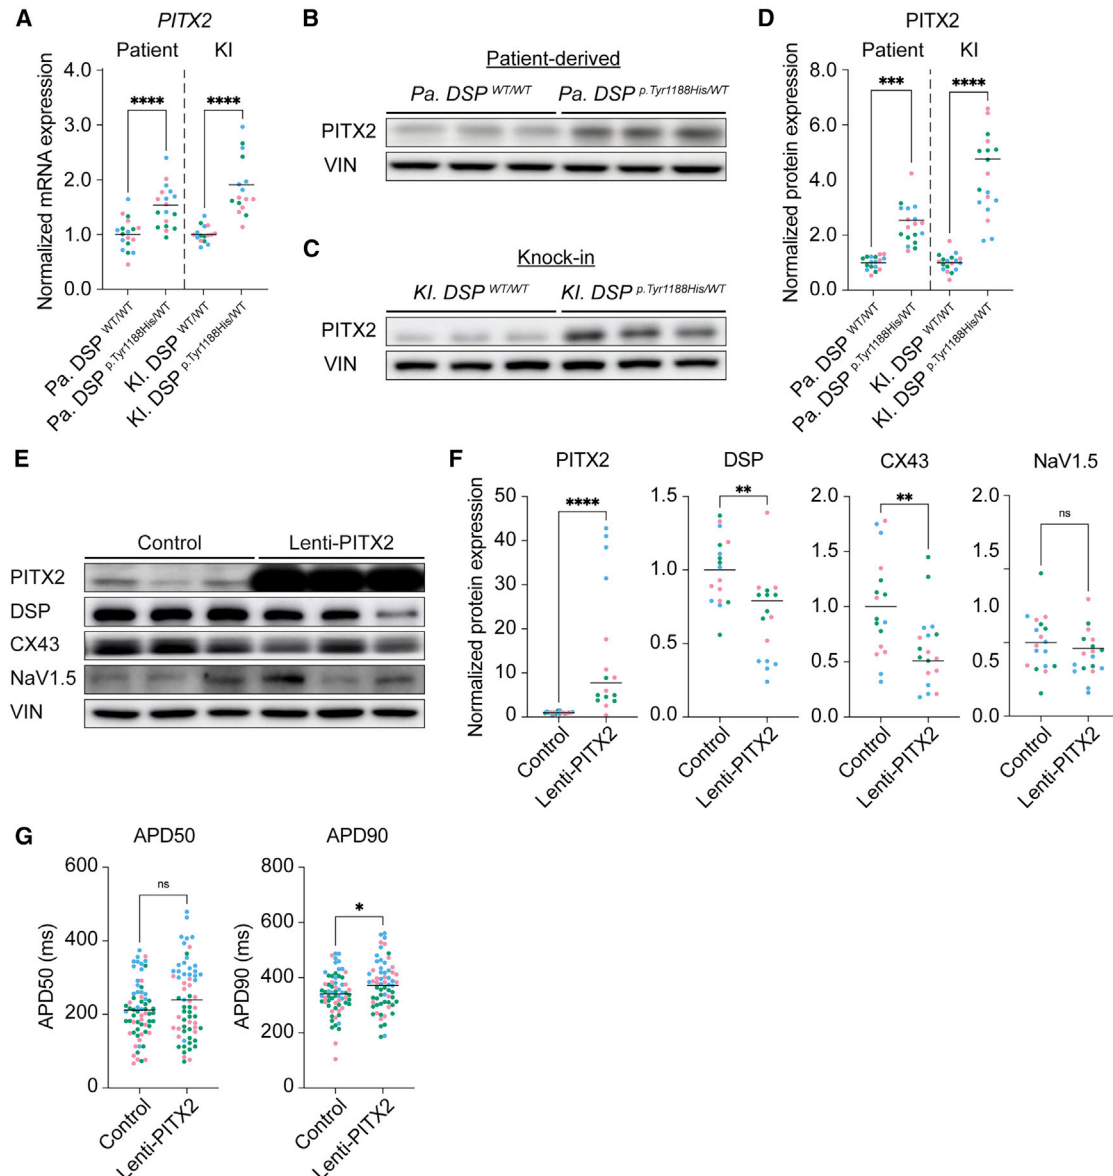 A
PITX2
Patient KI
Normalized mRNA expression
4.0
3.0
2.0
1.0
0.0
**** ****
Pa. DSP WT/WT
Pa. DSP p.Tyr1188His/WT
KI. DSP WT/WT
KI. DSP p.Tyr1188His/WT
B
Patient-derived
Pa. DSP WT/WT Pa. DSP p.Tyr1188His/WT
PITX2
VIN
C
Knock-in
KI. DSP WT/WT KI. DSP p.Tyr1188His/WT
PITX2
VIN
D
PITX2
Patient KI
Normalized protein expression
8.0
6.0
4.0
2.0
0.0
*** ****
Pa. DSP WT/WT
Pa. DSP p.Tyr1188His/WT
KI. DSP WT/WT
KI. DSP p.Tyr1188His/WT
E
Control Lenti-PITX2
PITX2
DSP
CX43
NaV1.5
VIN
F
PITX2
Normalized protein expression
50
40
30
20
10
0
****
Control
Lenti-PITX2
DSP
1.5
1.0
0.5
0.0
**
Control
Lenti-PITX2
CX43
2.0
1.5
1.0
0.5
0.0
**
Control
Lenti-PITX2
NaV1.5
2.0
1.5
1.0
0.5
0.0
ns
Control
Lenti-PITX2
G
APD50
APD50 (ms)
600
400
200
0
ns
Control
Lenti-PITX2
APD90
APD90 (ms)
800
600
400
200
0
*
Control
Lenti-PITX2